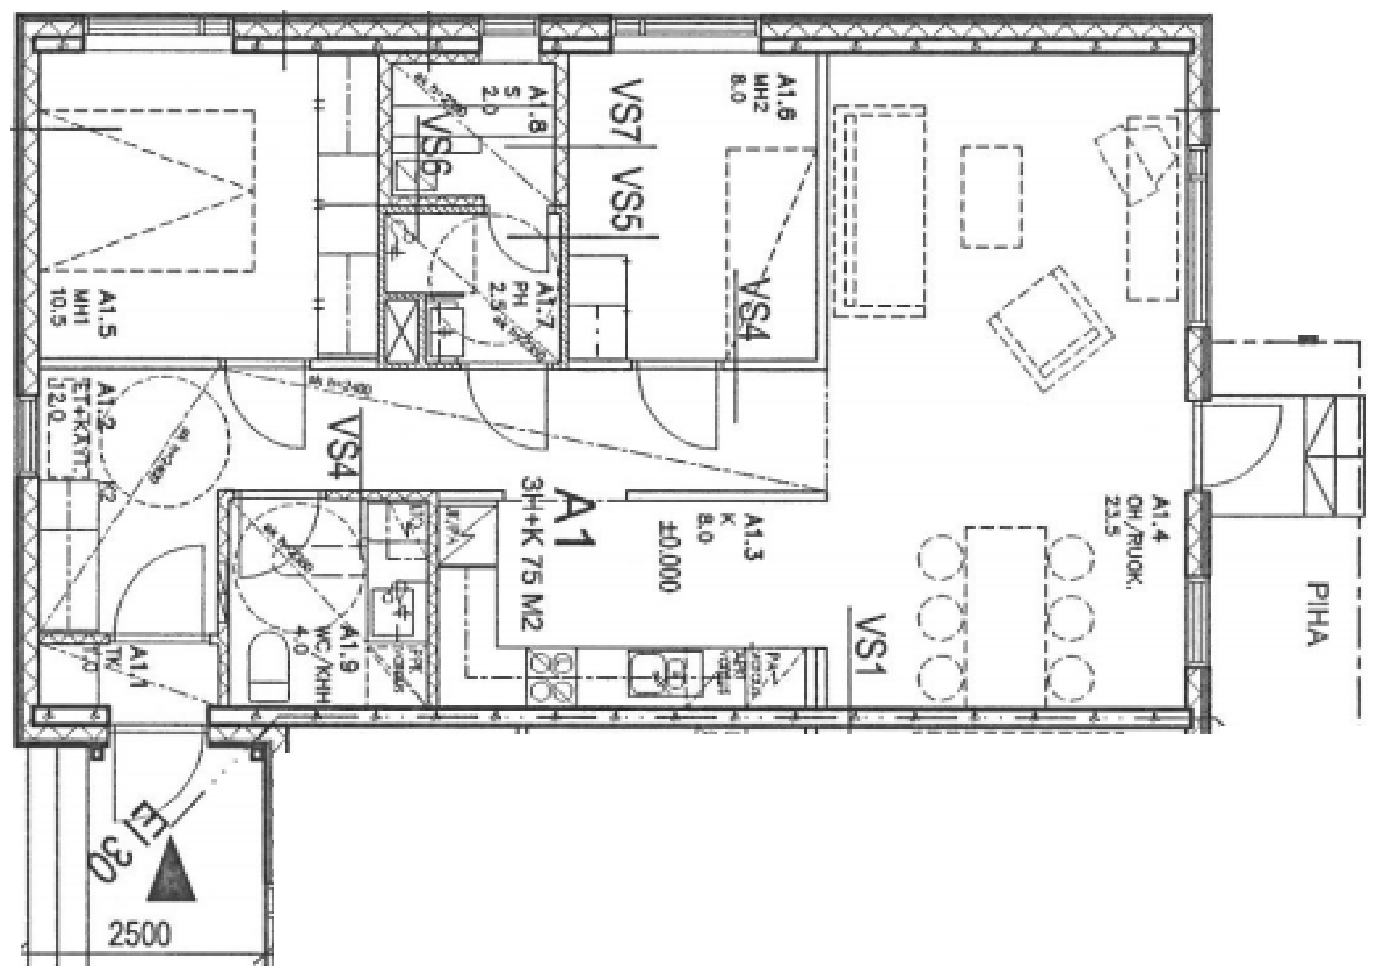 A1.5
MH1
10.5
A1.8
S
2.0
VS6
VS7
VS5
A1.6
MH2
8.0
A1.7
PH
2.5
VS4
A1.2
ET+KÄYT.
12.0
VS4
A1
3H+K 75 M2
A1.3
K
8.0
±0.000
A1.4
OH/RUOK.
23.5
VS1
A1.9
WC/KHH
4.0
A1.1
TK
PIHA
EI 30
2500